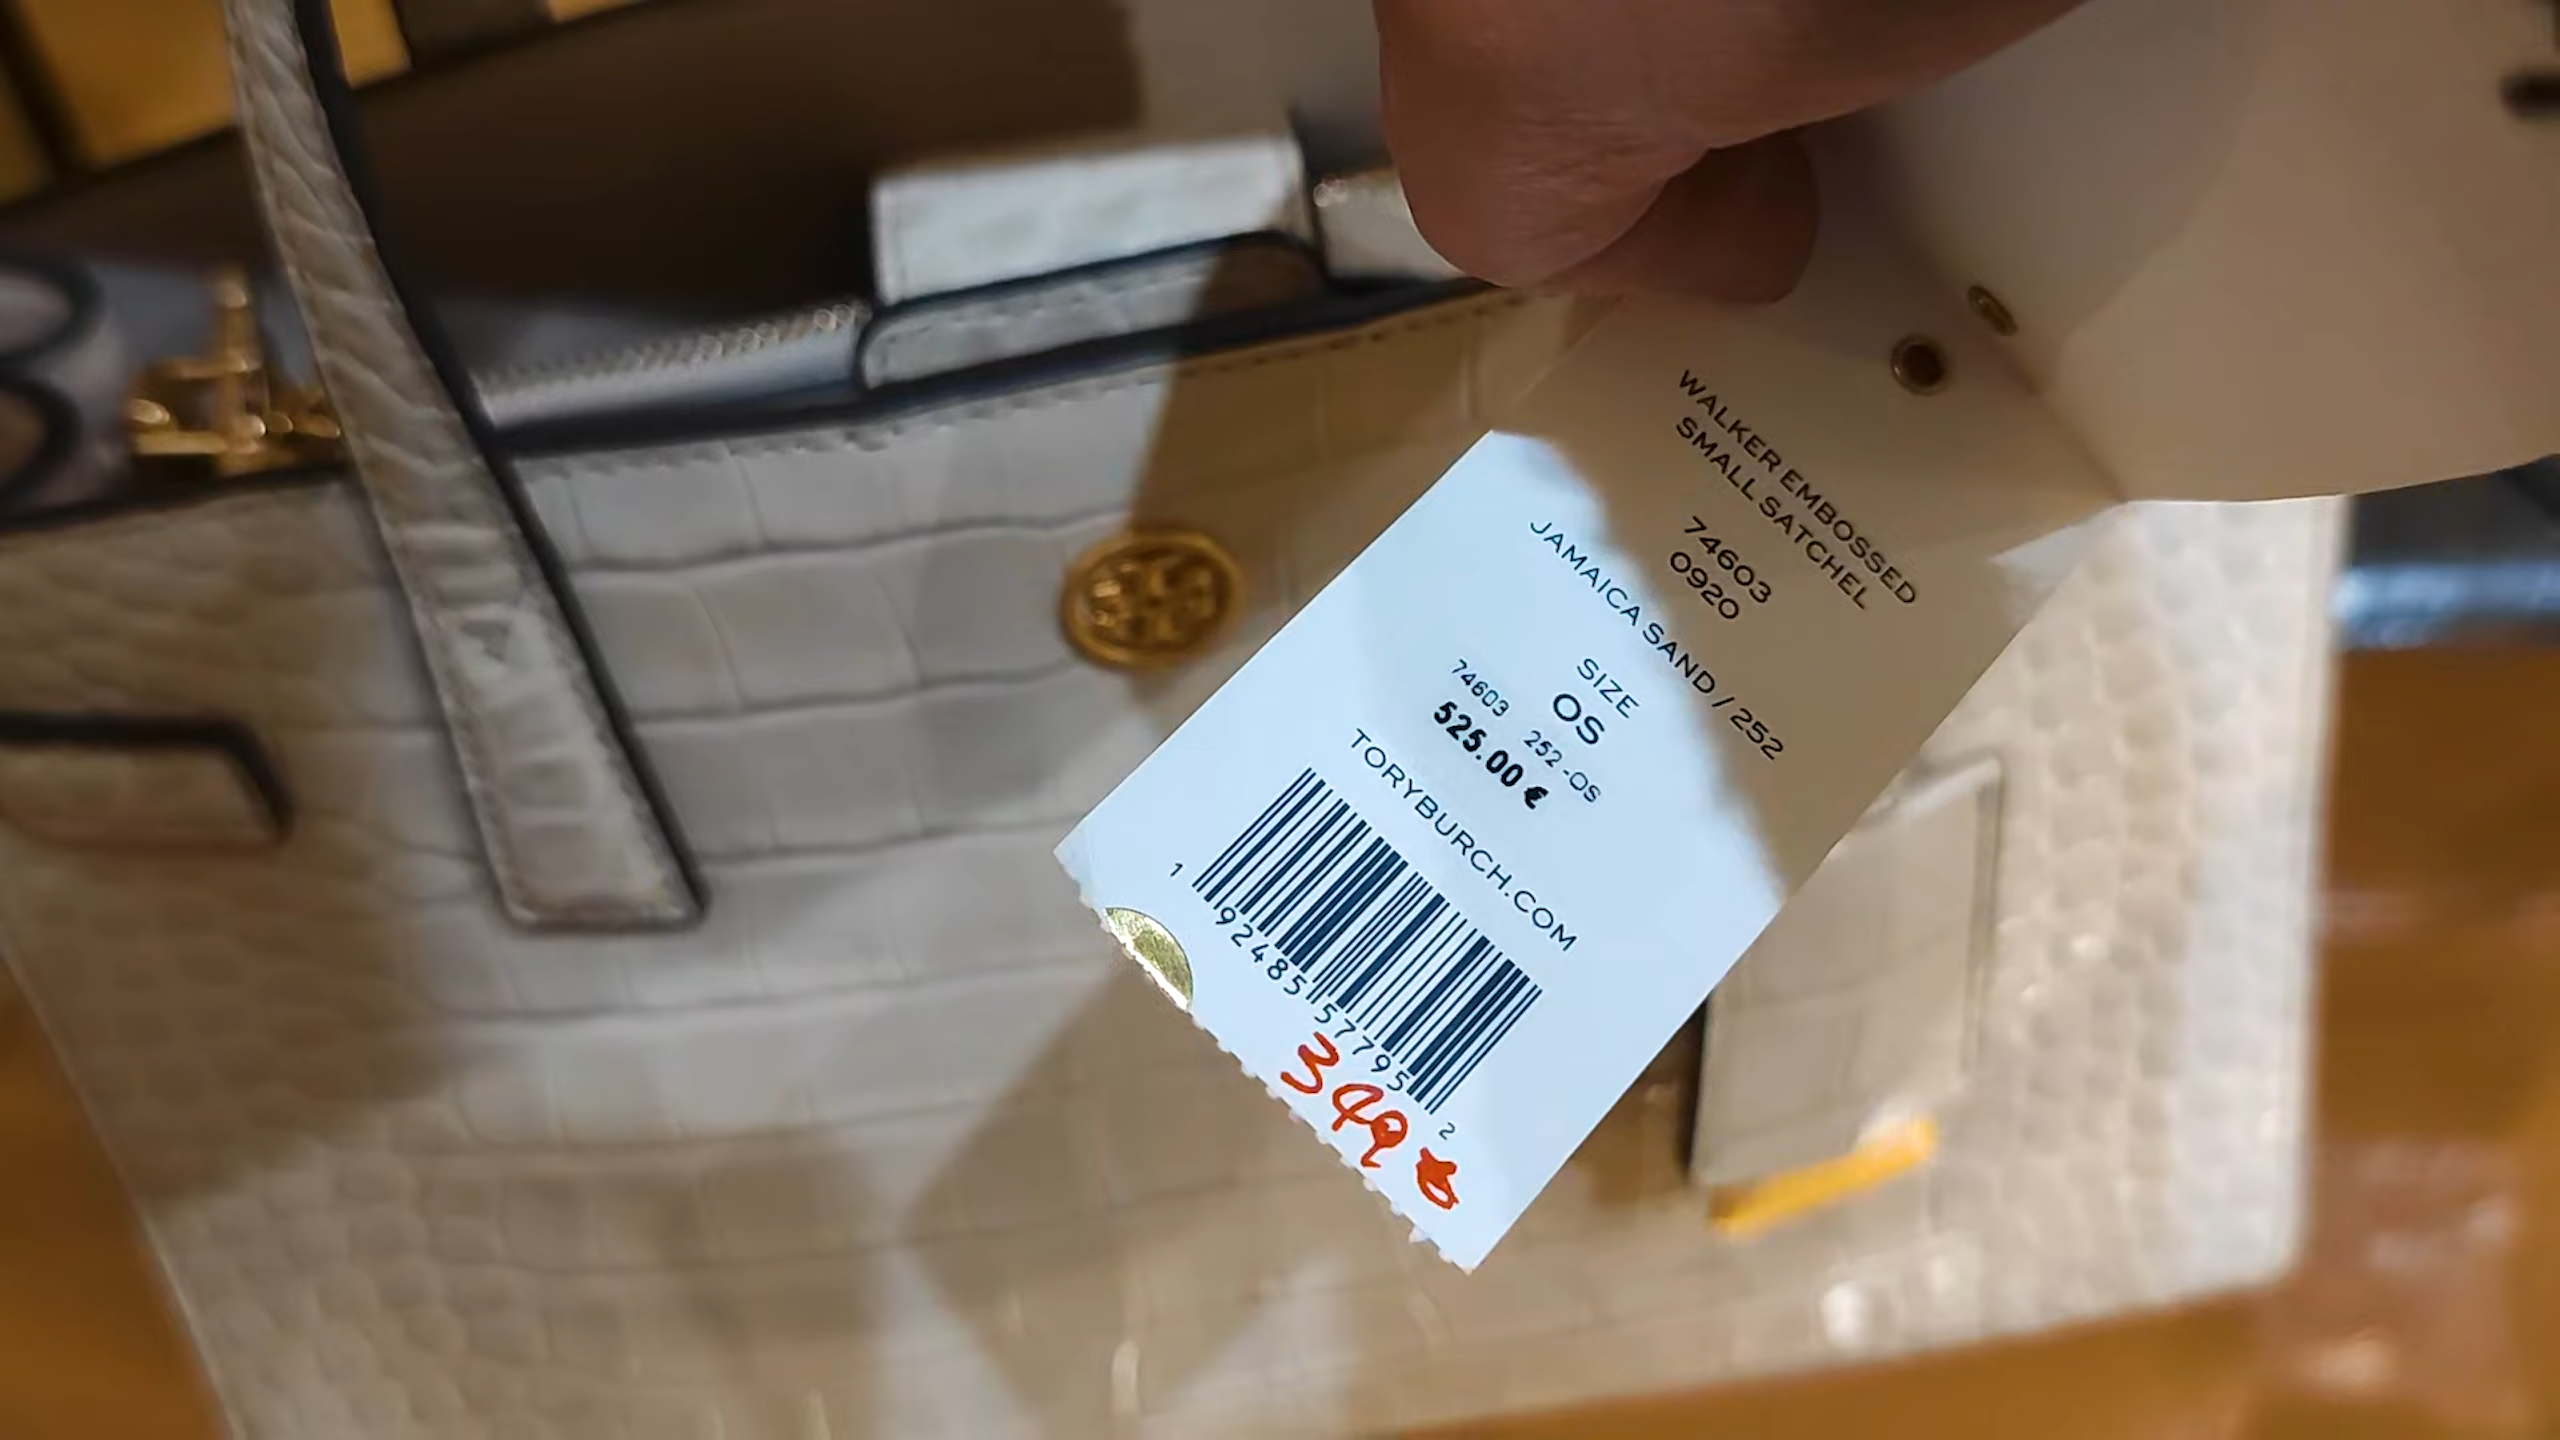 WALKER EMBOSSED
SMALL SATCHEL
74603
0920
JAMAICA SAND / 252
SIZE
OS
74603 252-OS
525.00 €
TORYBURCH.COM
1 92485 57795 2
349